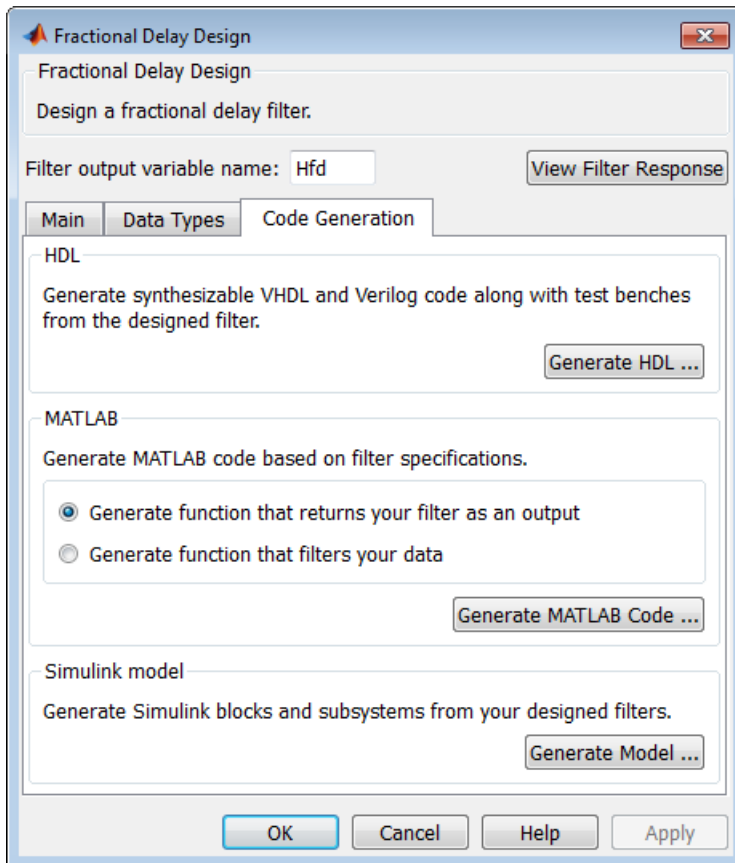 Fractional Delay Design
Fractional Delay Design
Design a fractional delay filter.
Filter output variable name: Hfd View Filter Response
Main Data Types Code Generation
HDL
Generate synthesizable VHDL and Verilog code along with test benches
from the designed filter.
Generate HDL ...
MATLAB
Generate MATLAB code based on filter specifications.
Generate function that returns your filter as an output
Generate function that filters your data
Generate MATLAB Code ...
Simulink model
Generate Simulink blocks and subsystems from your designed filters.
Generate Model ...
OK Cancel Help Apply